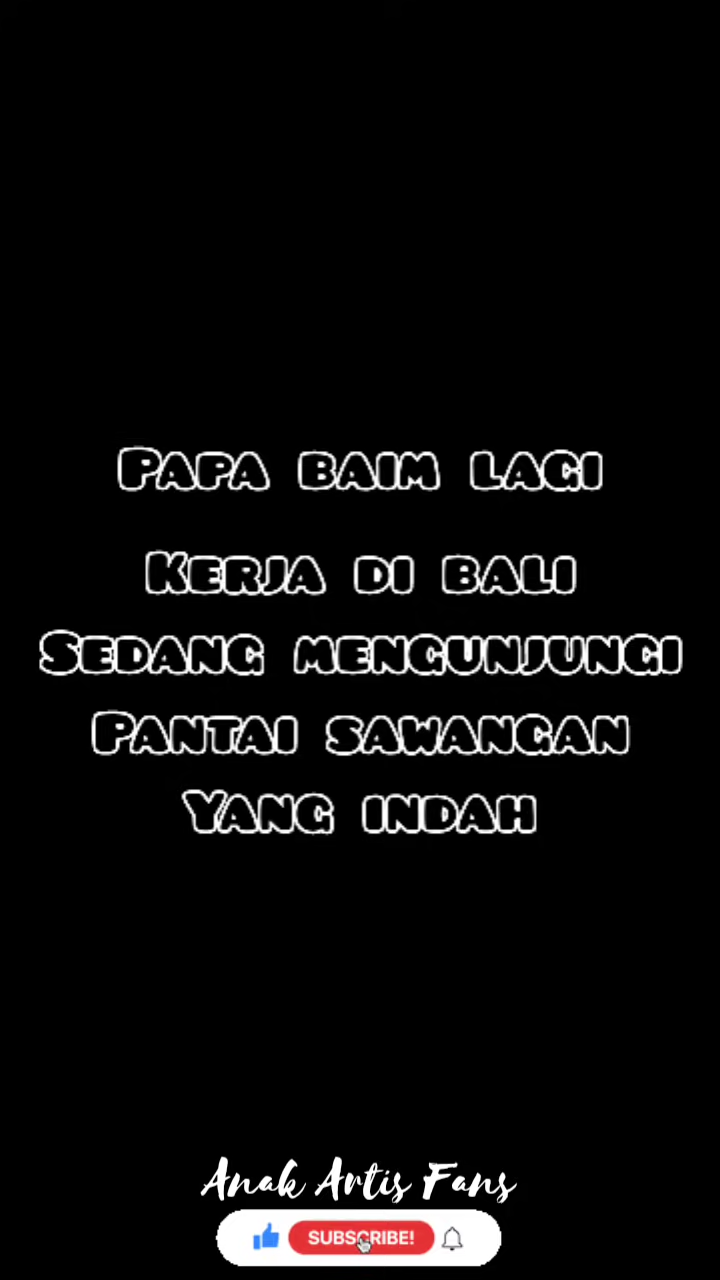 PAPA BAIM LAGI
KERJA DI BALI
SEDANG MENGUNJUNGI
PANTAI SAWANGAN
YANG INDAH
Anak Artis Fans
SUBSCRIBE!